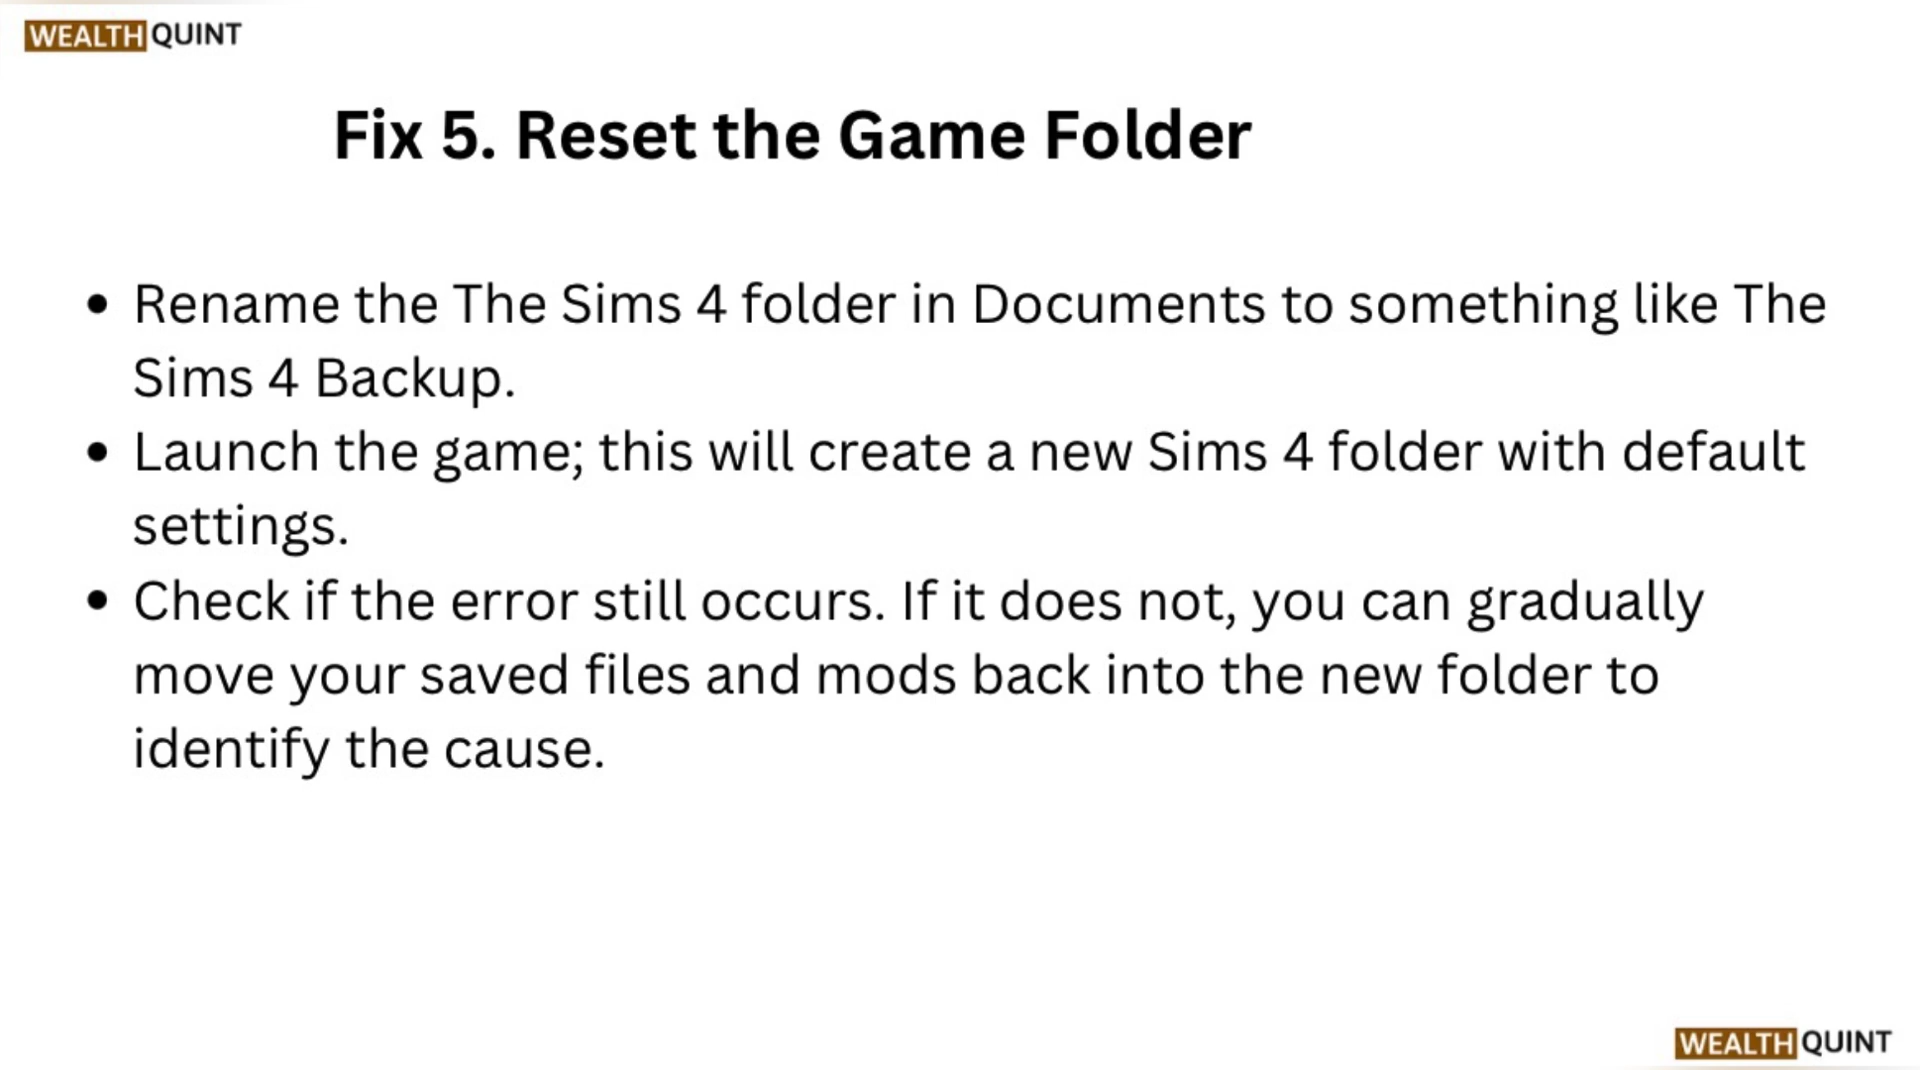 WEALTH QUINT
Fix 5. Reset the Game Folder
• Rename the The Sims 4 folder in Documents to something like The
Sims 4 Backup.
• Launch the game; this will create a new Sims 4 folder with default
settings.
• Check if the error still occurs. If it does not, you can gradually
move your saved files and mods back into the new folder to
identify the cause.
WEALTH QUINT